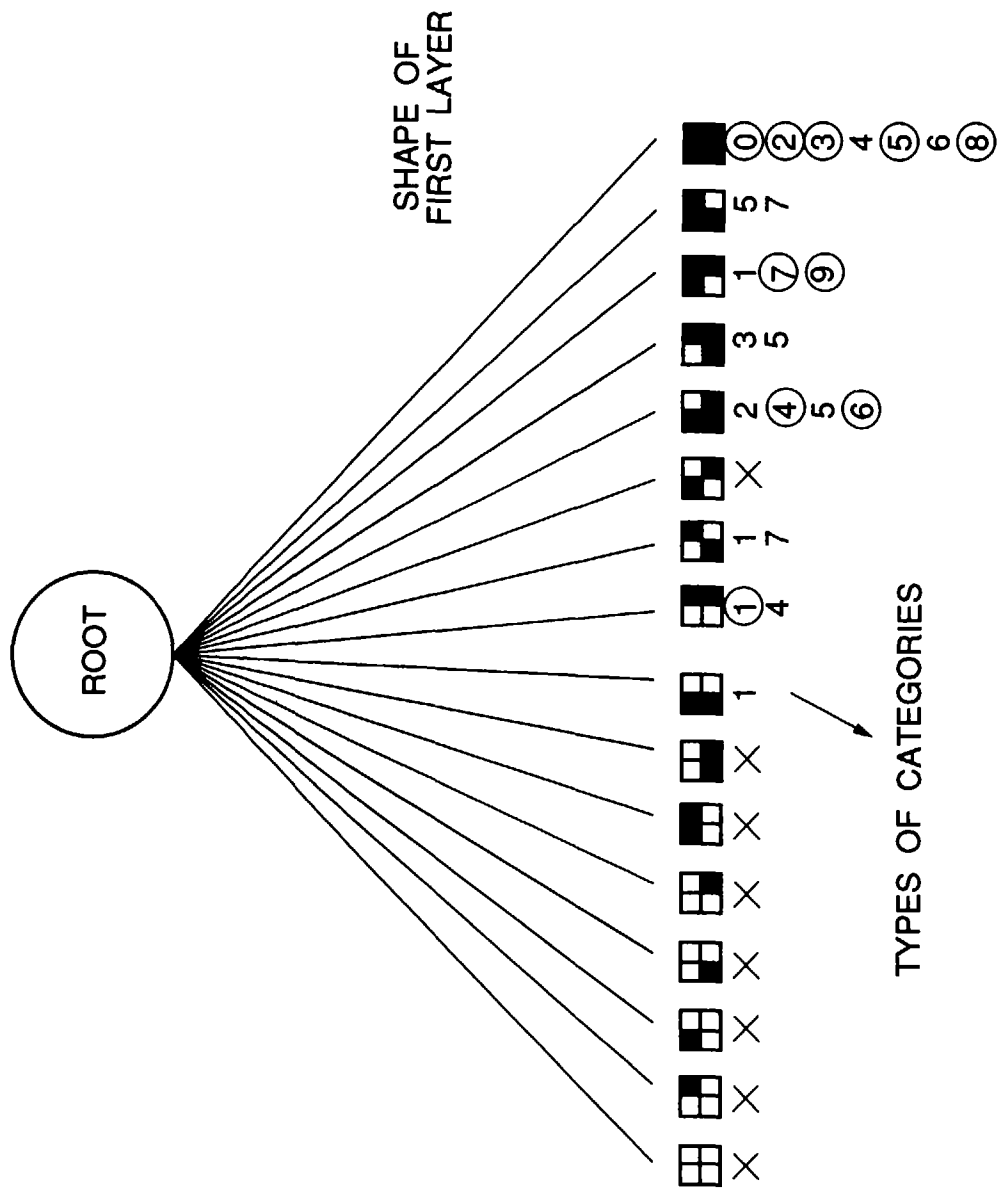 ROOT
SHAPE OF
FIRST LAYER
X
X
X
X
X
X
X
1
1 4
1 7
X
2 4 5 6
3 5
1 7 9
5 7
0 2 3 4 5 6 8
TYPES OF CATEGORIES